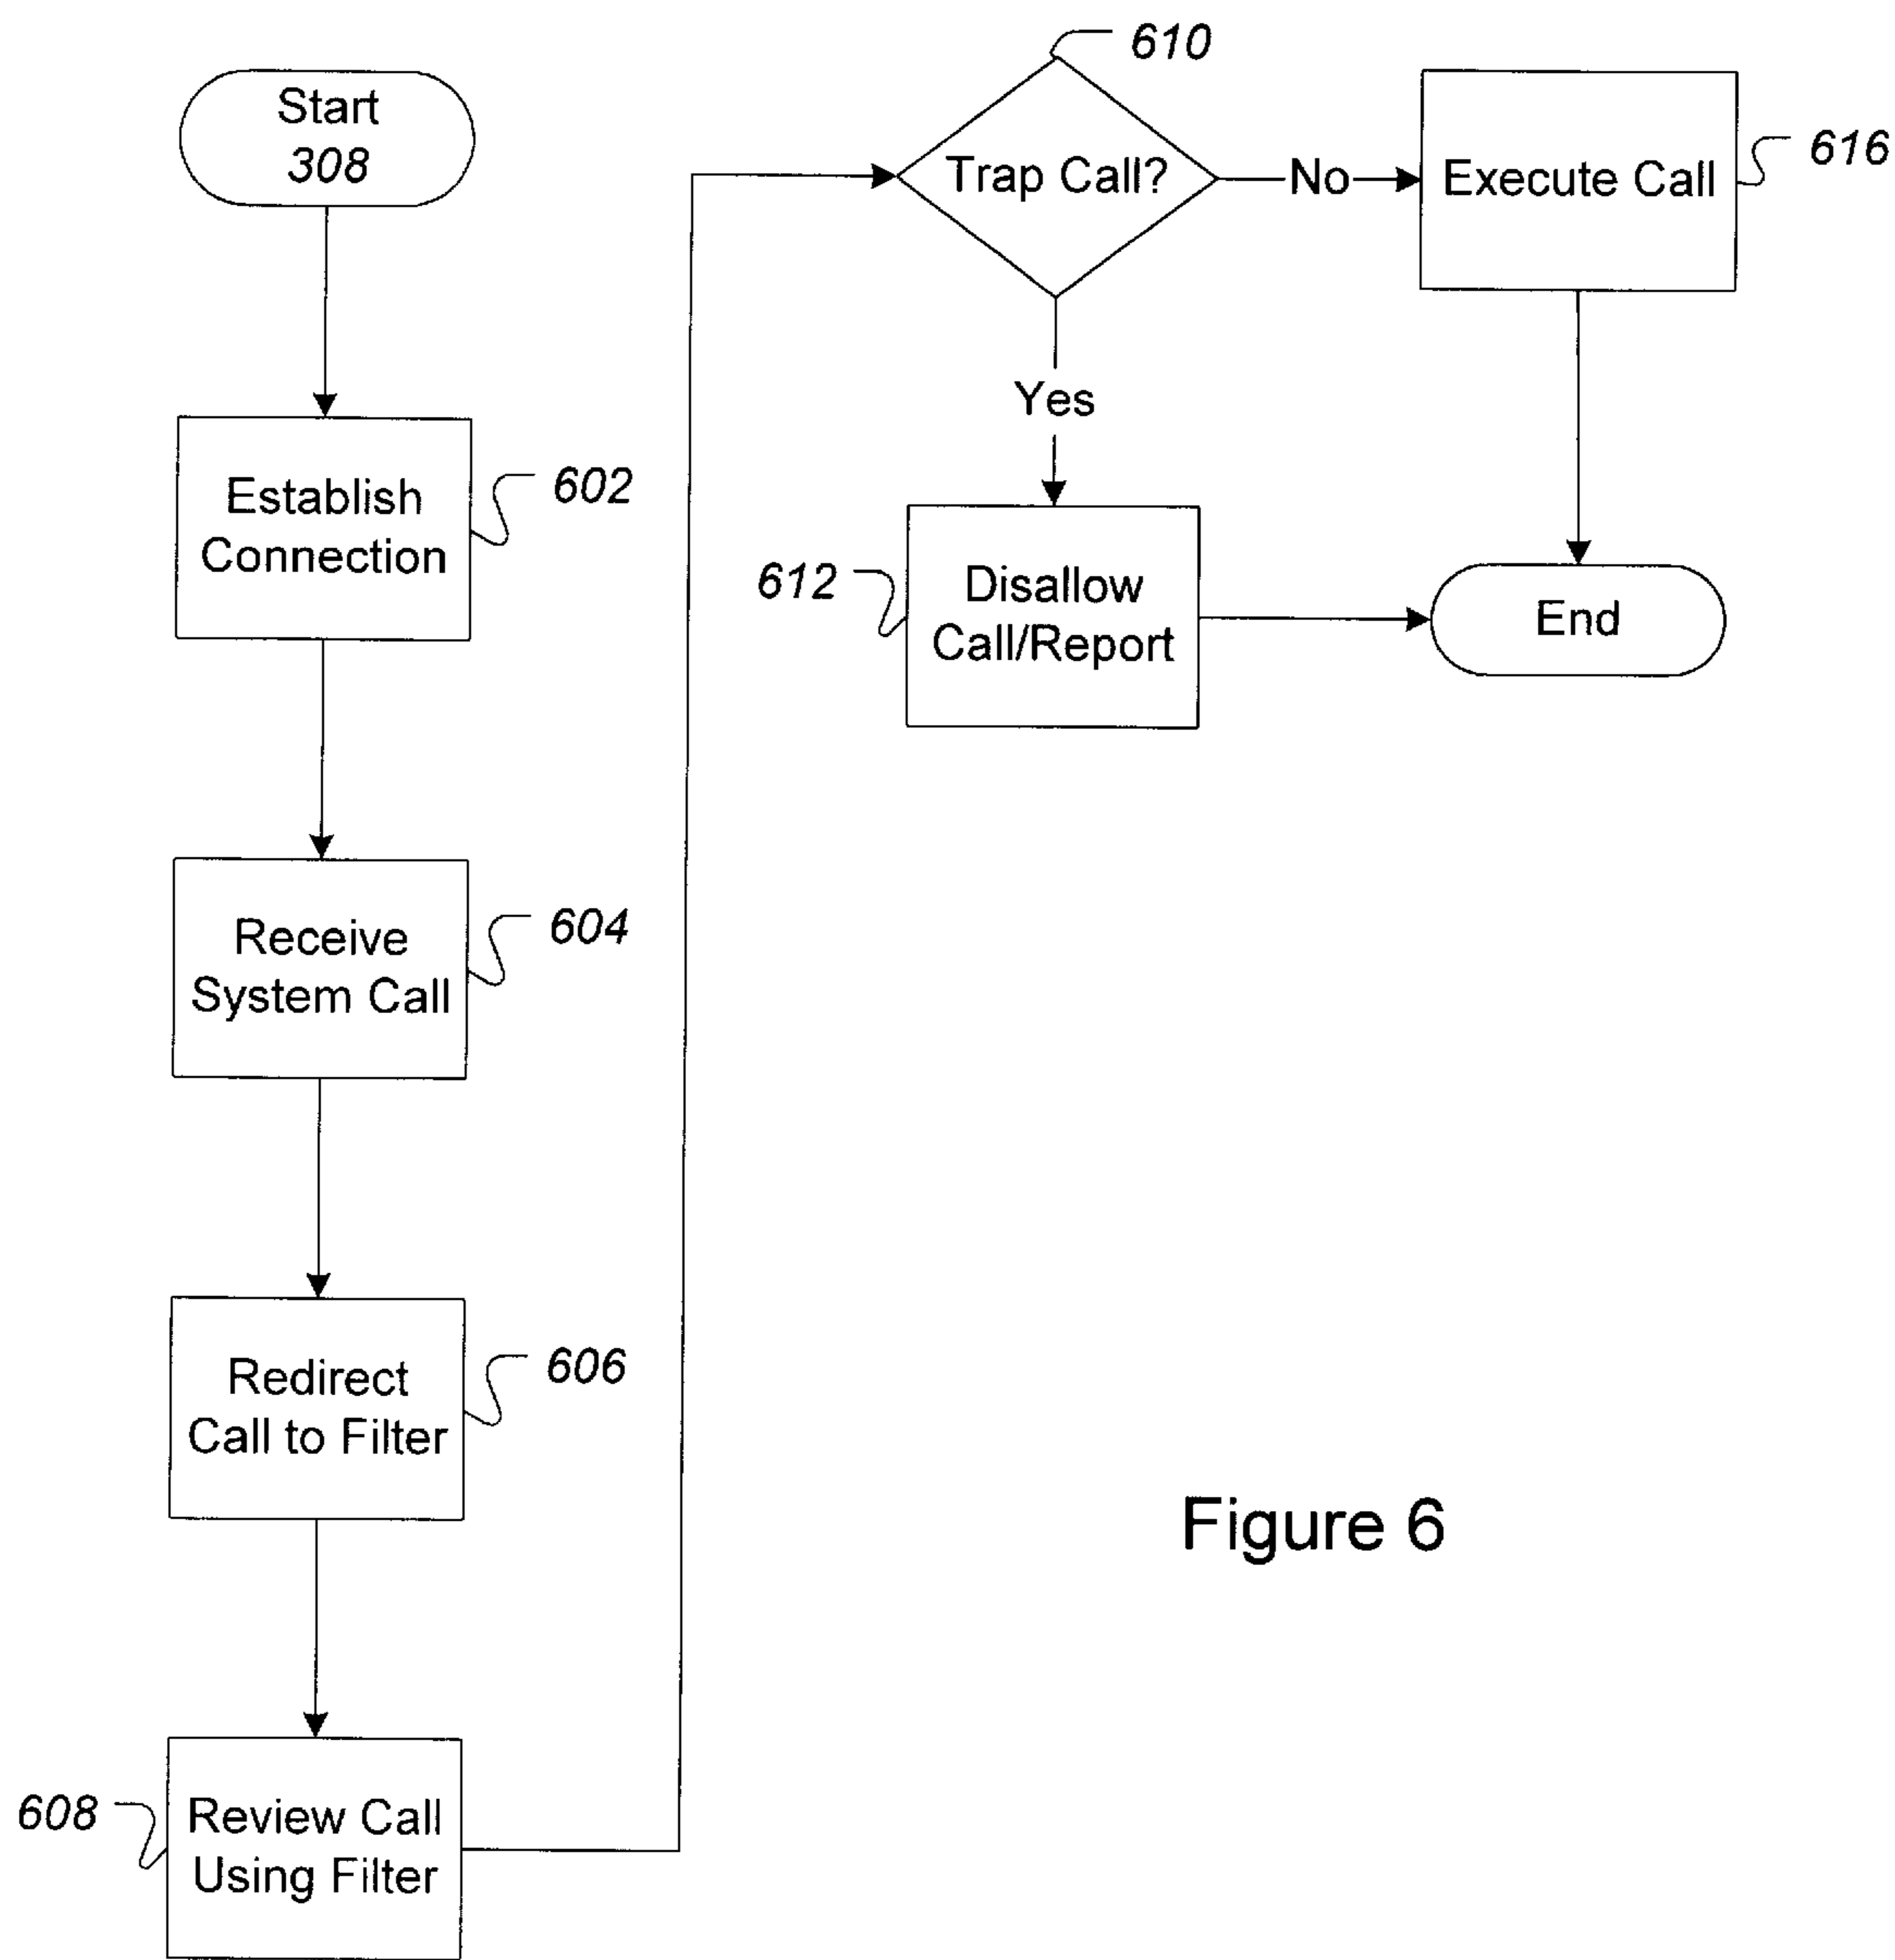 Start
308
Establish
Connection
602
Receive
System Call
604
Redirect
Call to Filter
606
608
Review Call
Using Filter
610
Trap Call?
No
Execute Call
616
Yes
612
Disallow
Call/Report
End
Figure 6